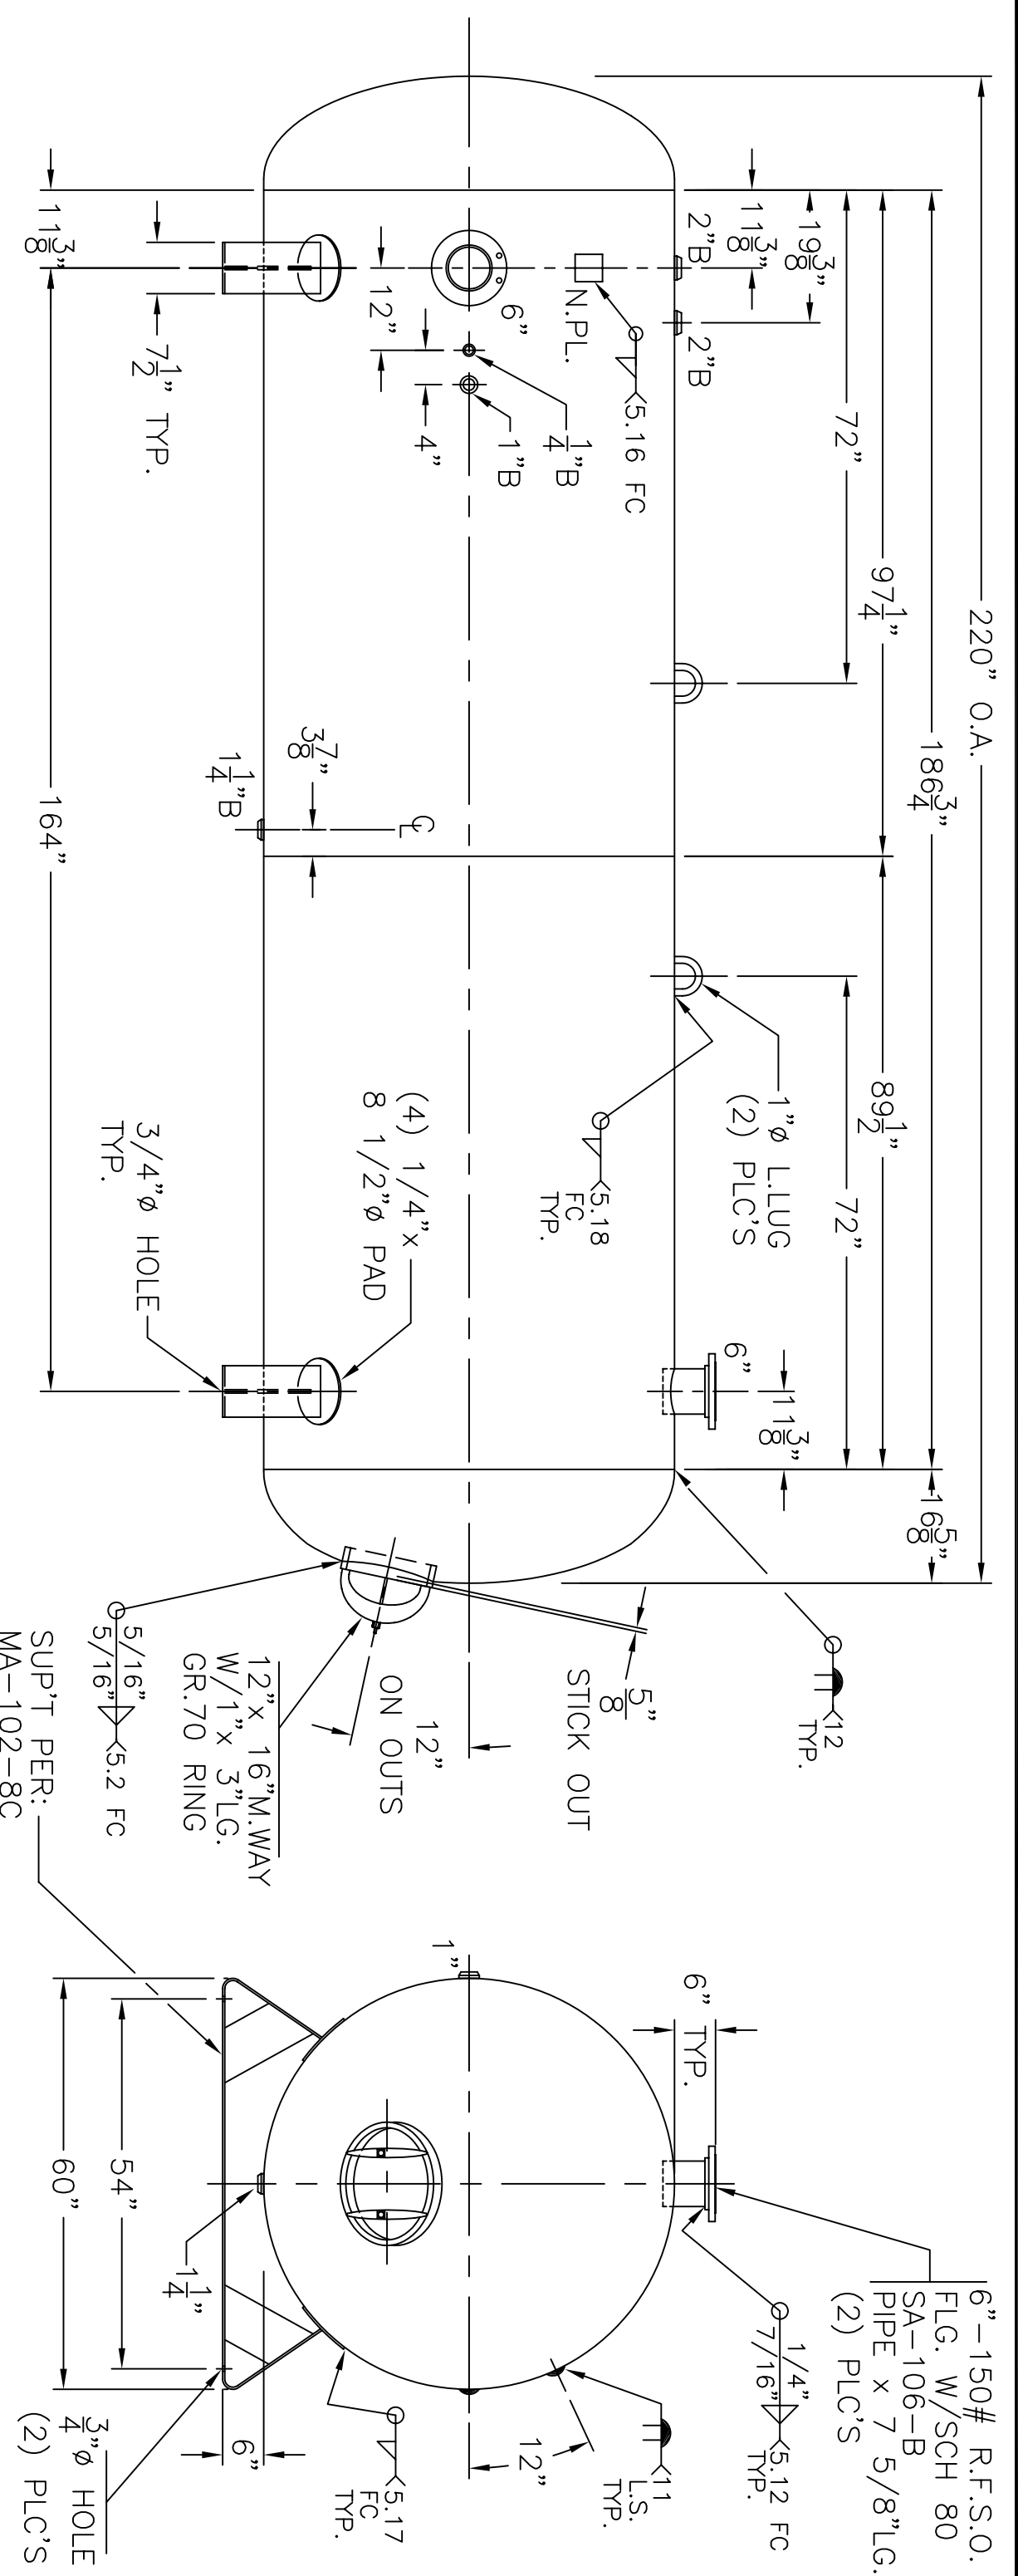 220" O.A.
186 3/4"
16 5/8"
97 1/4"
89 1/2"
72"
72"
19 3/8"
11 3/8"
2"B
2"B
6"
11 3/8"
1"Ø L.LUG
(2) PLC'S
5.18
FC
TYP.
12
TYP.
N.PL.
5.16 FC
6"
1/4"B
1"B
12"
4"
5/8"
STICK OUT
12"
ON OUTS
12"x 16"M.WAY
W/1"x 3"LG.
GR.70 RING
5/16"
5/16"
5.2 FC
3 7/8"
CL
1 1/4"B
(4) 1/4"x
8 1/2"Ø PAD
3/4"Ø HOLE
TYP.
11 3/8"
7 1/2" TYP.
164"
SUP'T PER:
MA-102-8C
6"-150# R.F.S.O.
FLG. W/SCH 80
SA-106-B
PIPE x 7 5/8"LG.
(2) PLC'S
1/4"
7/16"
5.12 FC
TYP.
6" TYP.
11
L.S.
TYP.
12"
1"
5.17
FC
TYP.
1 1/4"
6"
54"
60"
3/4"Ø HOLE
(2) PLC'S